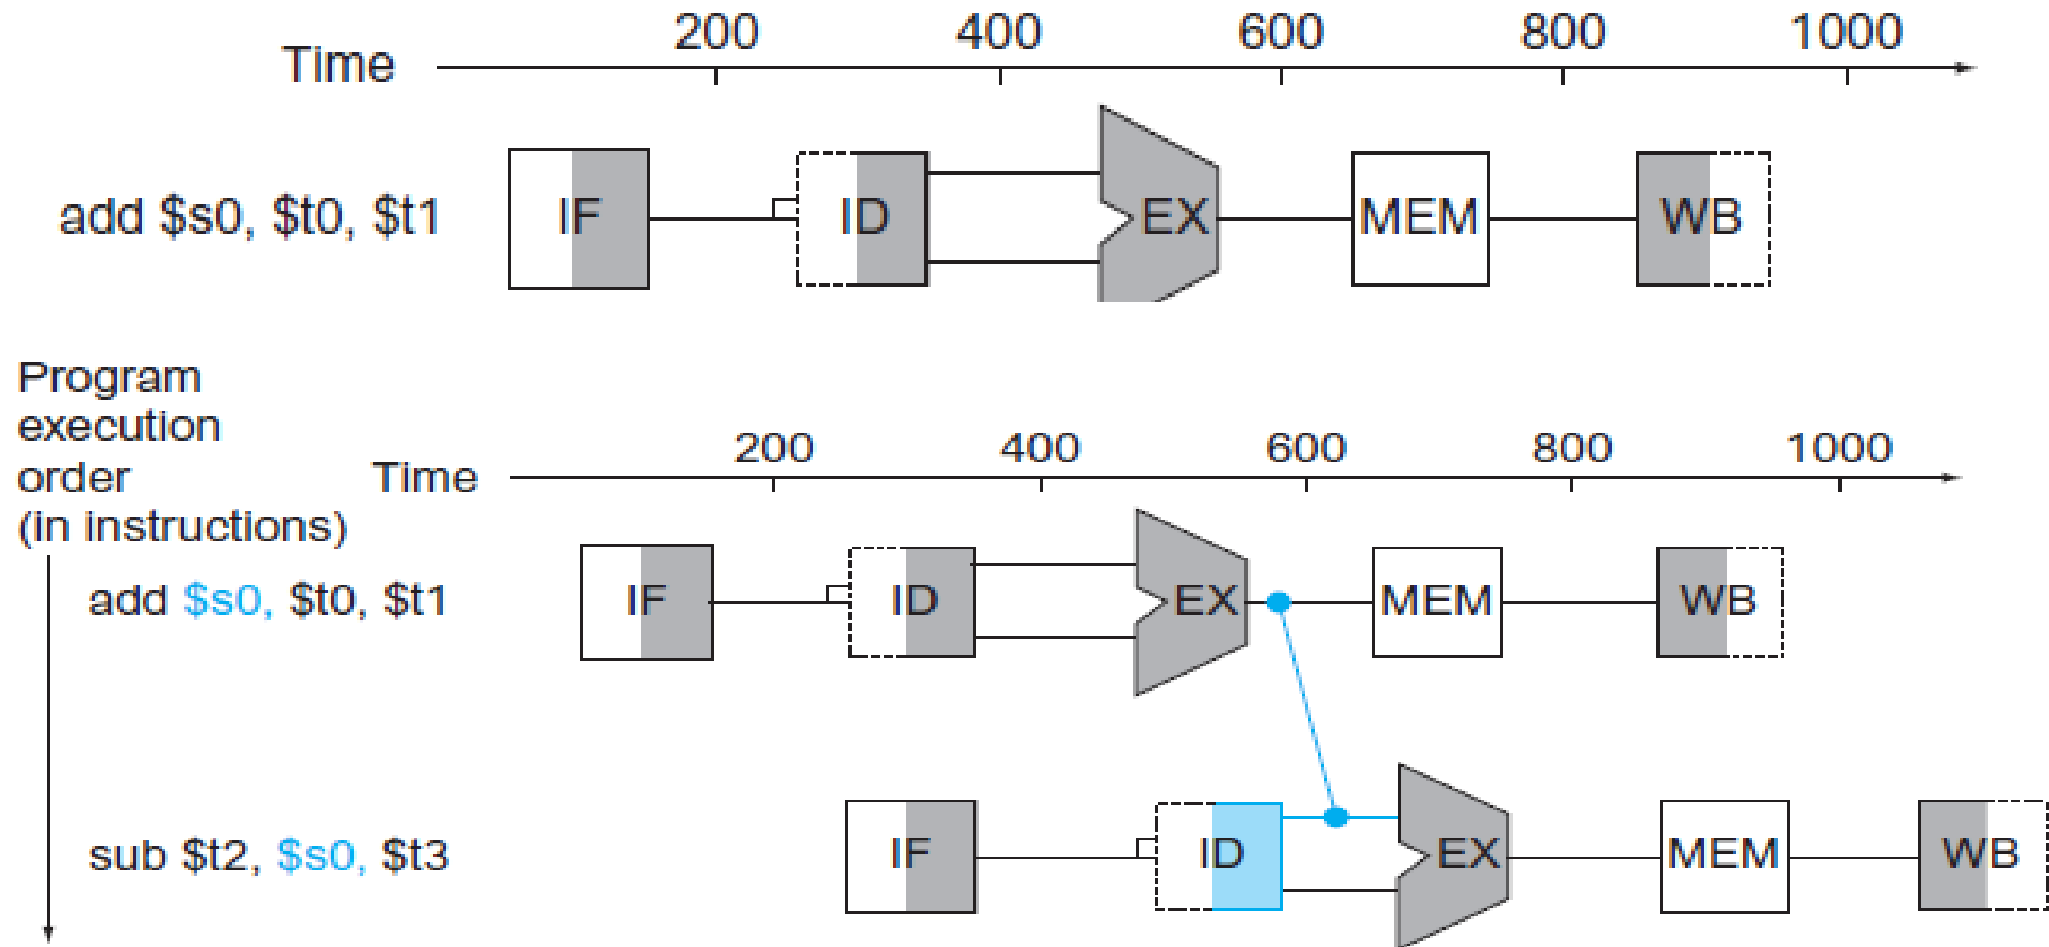 200 400 600 800 1000
Time
add $s0, $t0, $t1 IF ID EX MEM WB
Program
execution
order
(in instructions)
Time 200 400 600 800 1000
add $s0, $t0, $t1 IF ID EX MEM WB
sub $t2, $s0, $t3 IF ID EX MEM WB